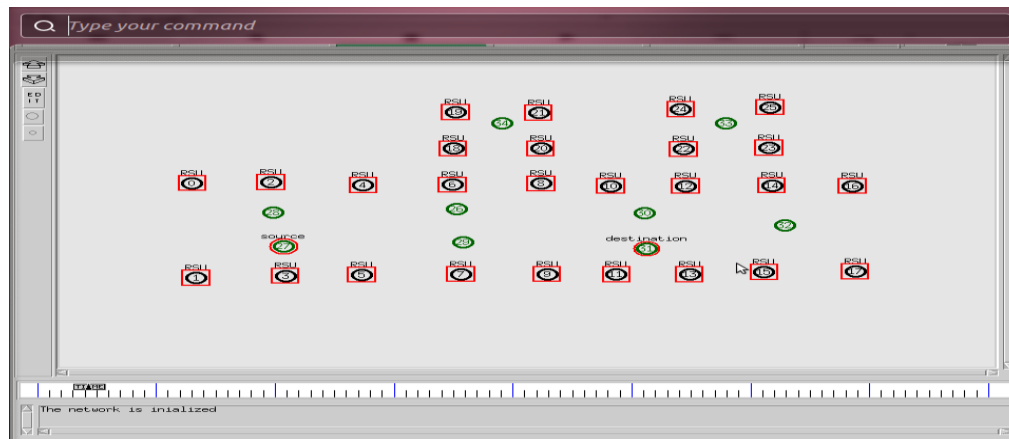 Type your command
ED
IT
RSU RSU RSU RSU
19 21 24 25
34 33
RSU RSU RSU RSU
18 20 22 23
RSU RSU RSU RSU RSU RSU RSU RSU RSU
0 2 4 6 8 10 12 14 16
28 26 30
32
source destination
27 29 31
RSU RSU RSU RSU RSU RSU RSU RSU RSU
1 3 5 7 9 11 13 15 17
The network is inialized